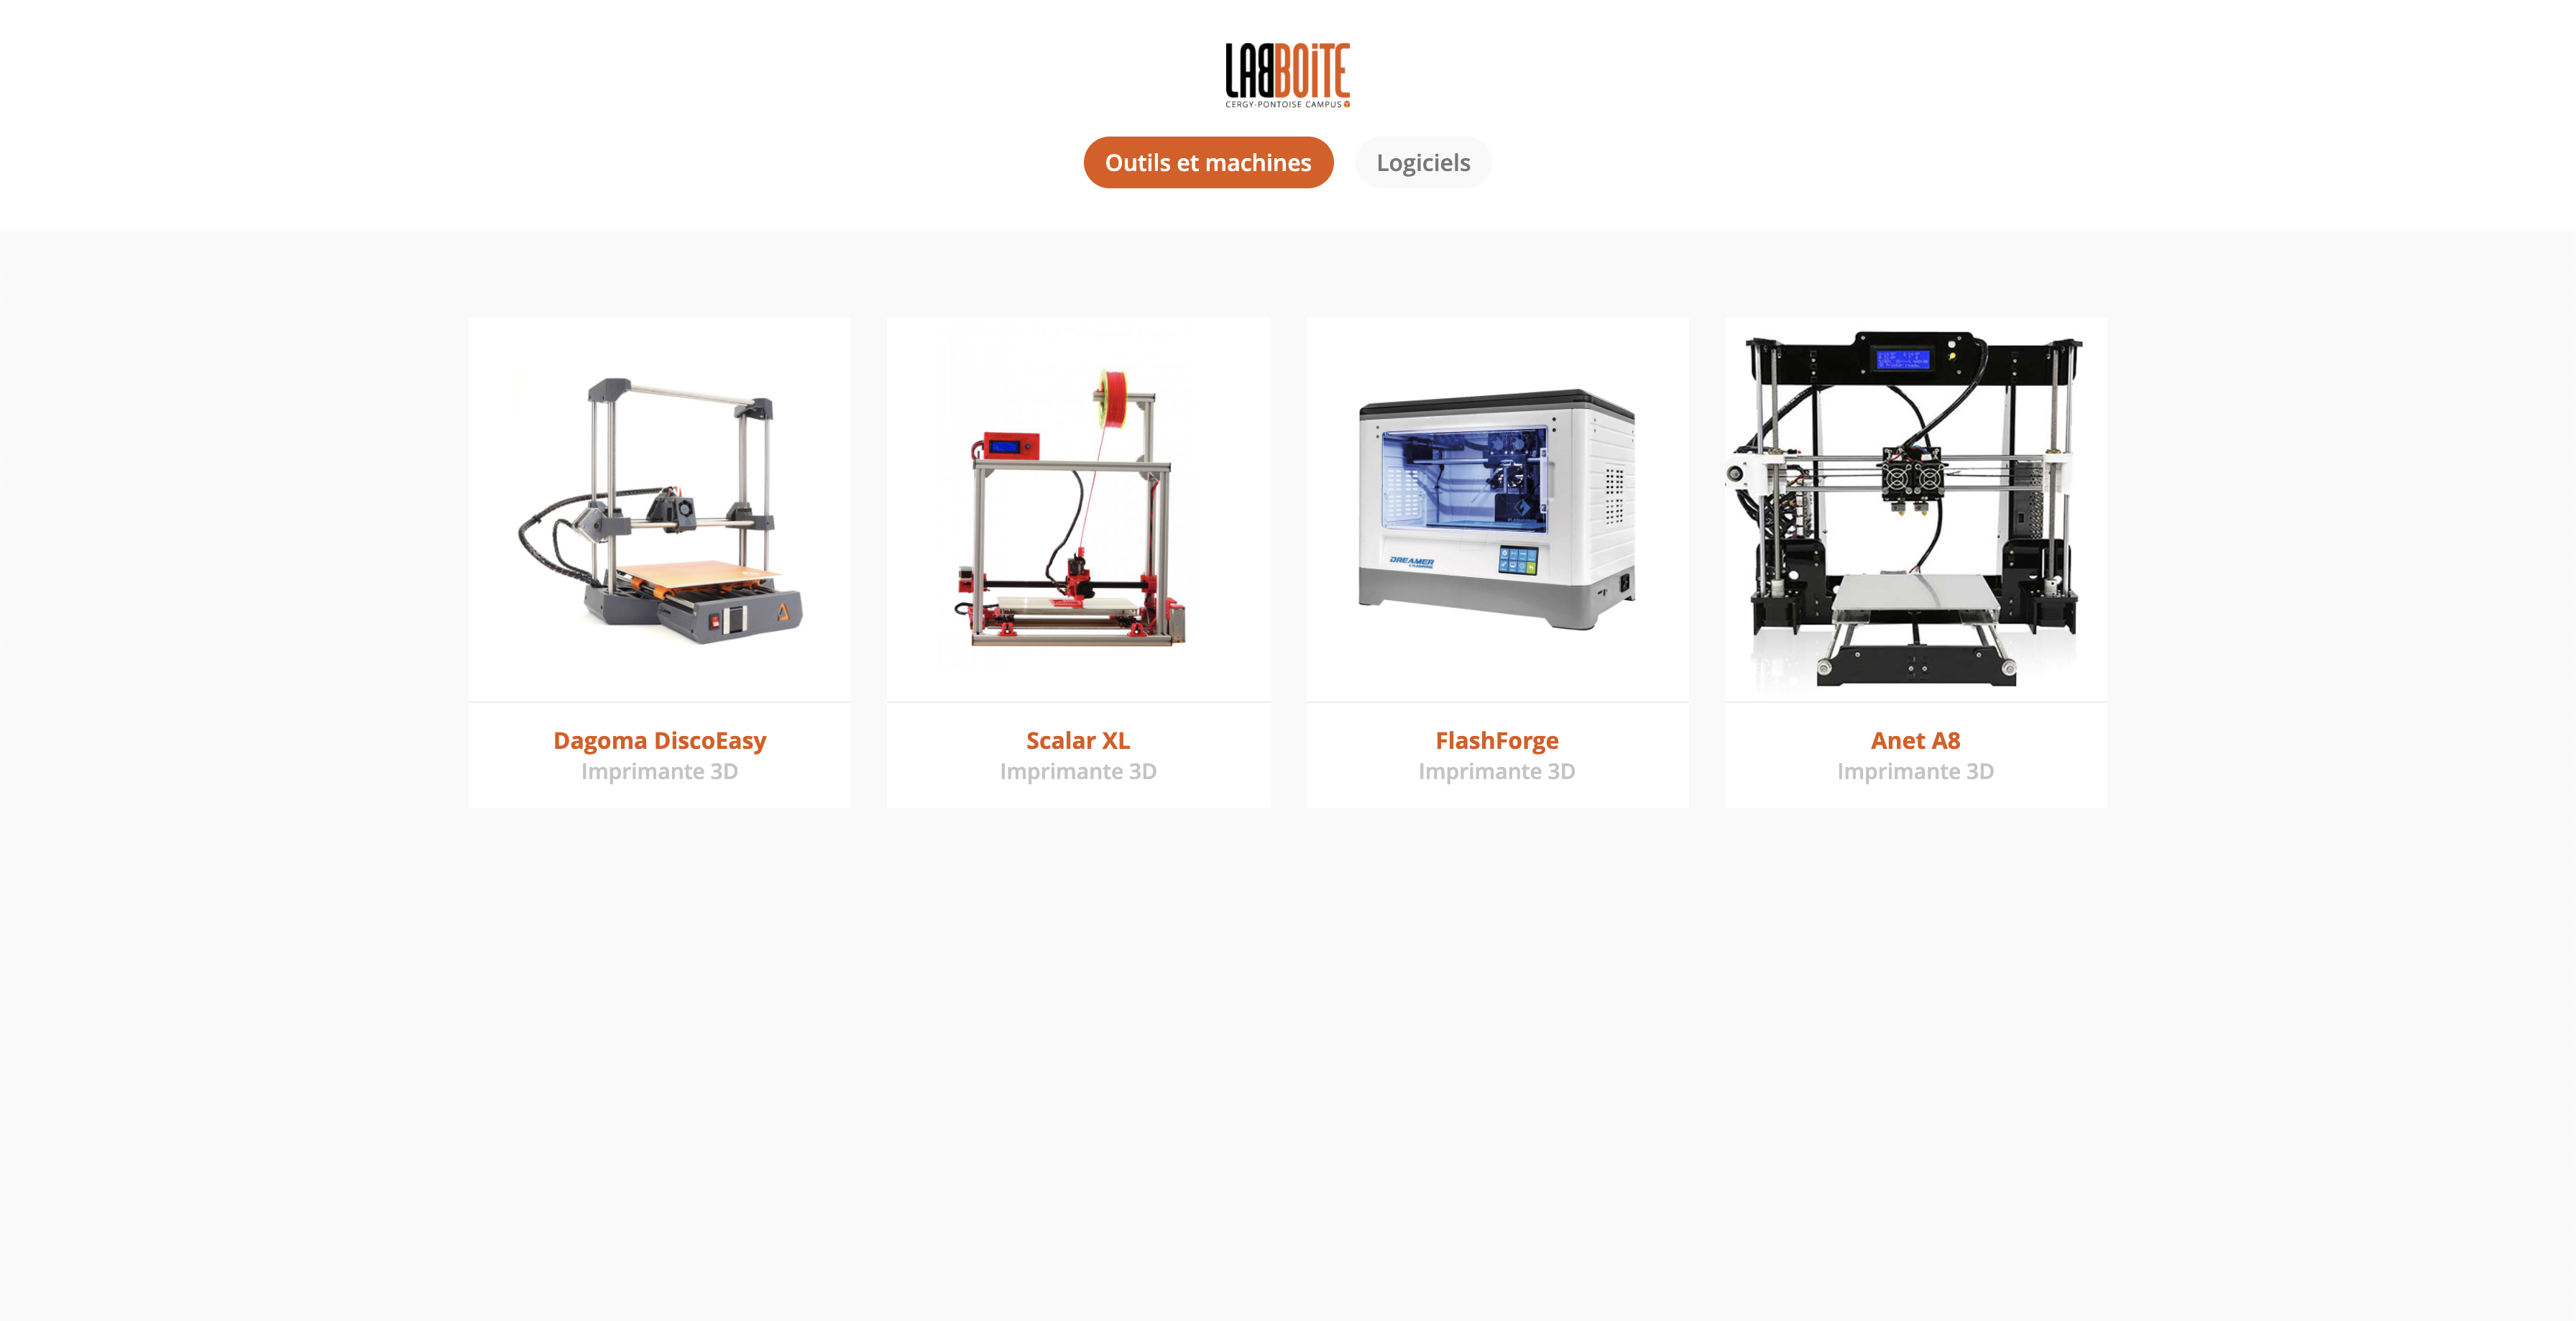 LABBOiTE
CERGY-PONTOISE CAMPUS
Outils et machines
Logiciels
DREAMER
Dagoma DiscoEasy
Imprimante 3D
Scalar XL
Imprimante 3D
FlashForge
Imprimante 3D
Anet A8
Imprimante 3D